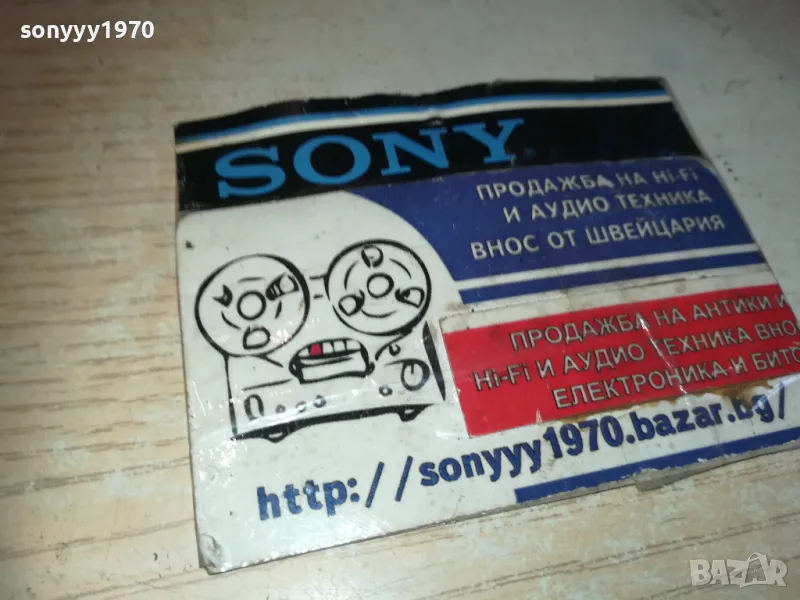 sonyyy1970
SONY
ПРОДАЖБА НА Hi-Fi
И АУДИО ТЕХНИКА
ВНОС ОТ ШВЕЙЦАРИЯ
ПРОДАЖБА НА АНТИКИ И
Hi-Fi И АУДИО ТЕХНИКА ВНО
ЕЛЕКТРОНИКА И БИТО
http://sonyyy1970.bazar.bg/
BAZAR